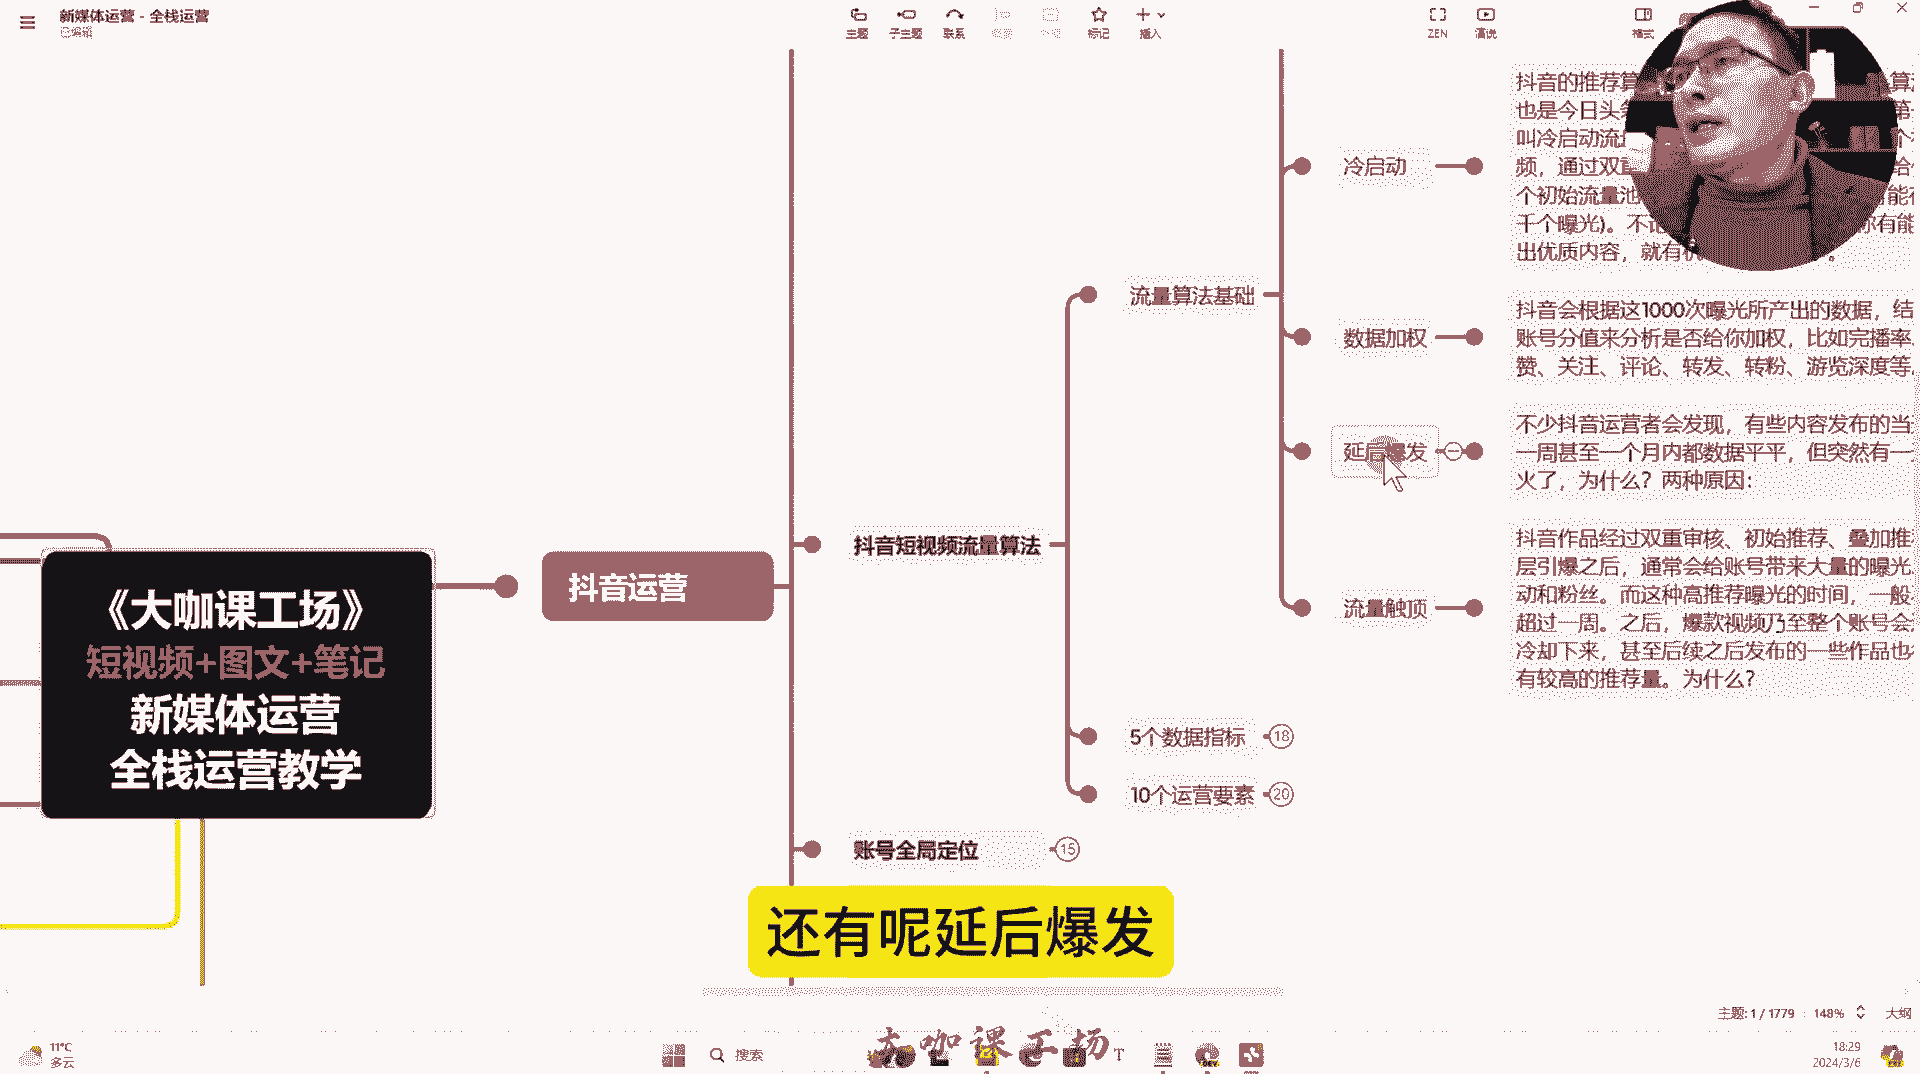 新媒体运营 - 全栈运营
已编辑
主题
子主题
联系
标记
插入
ZEN
演说
格式
抖音的推荐算
也是今日头条
叫冷启动流量
频，通过双重
个初始流量池
千个曝光)。不论
出优质内容，就有机
冷启动
流量算法基础
抖音会根据这1000次曝光所产出的数据，结
账号分值来分析是否给你加权，比如完播率
赞、关注、评论、转发、转粉、游览深度等
数据加权
不少抖音运营者会发现，有些内容发布的当
一周甚至一个月内都数据平平，但突然有一
火了，为什么？两种原因：
延后爆发
抖音作品经过双重审核、初始推荐、叠加推
层引爆之后，通常会给账号带来大量的曝光
动和粉丝。而这种高推荐曝光的时间，一般
超过一周。之后，爆款视频乃至整个账号会
冷却下来，甚至后续之后发布的一些作品也
有较高的推荐量。为什么？
流量触顶
抖音短视频流量算法
抖音运营
《大咖课工场》
短视频+图文+笔记
新媒体运营
全栈运营教学
5个数据指标
18
10个运营要素
20
账号全局定位
15
还有呢延后爆发
主题: 1 / 1779
148%
大纲
大咖课工场
11°C
多云
搜索
18:29
2024/3/6